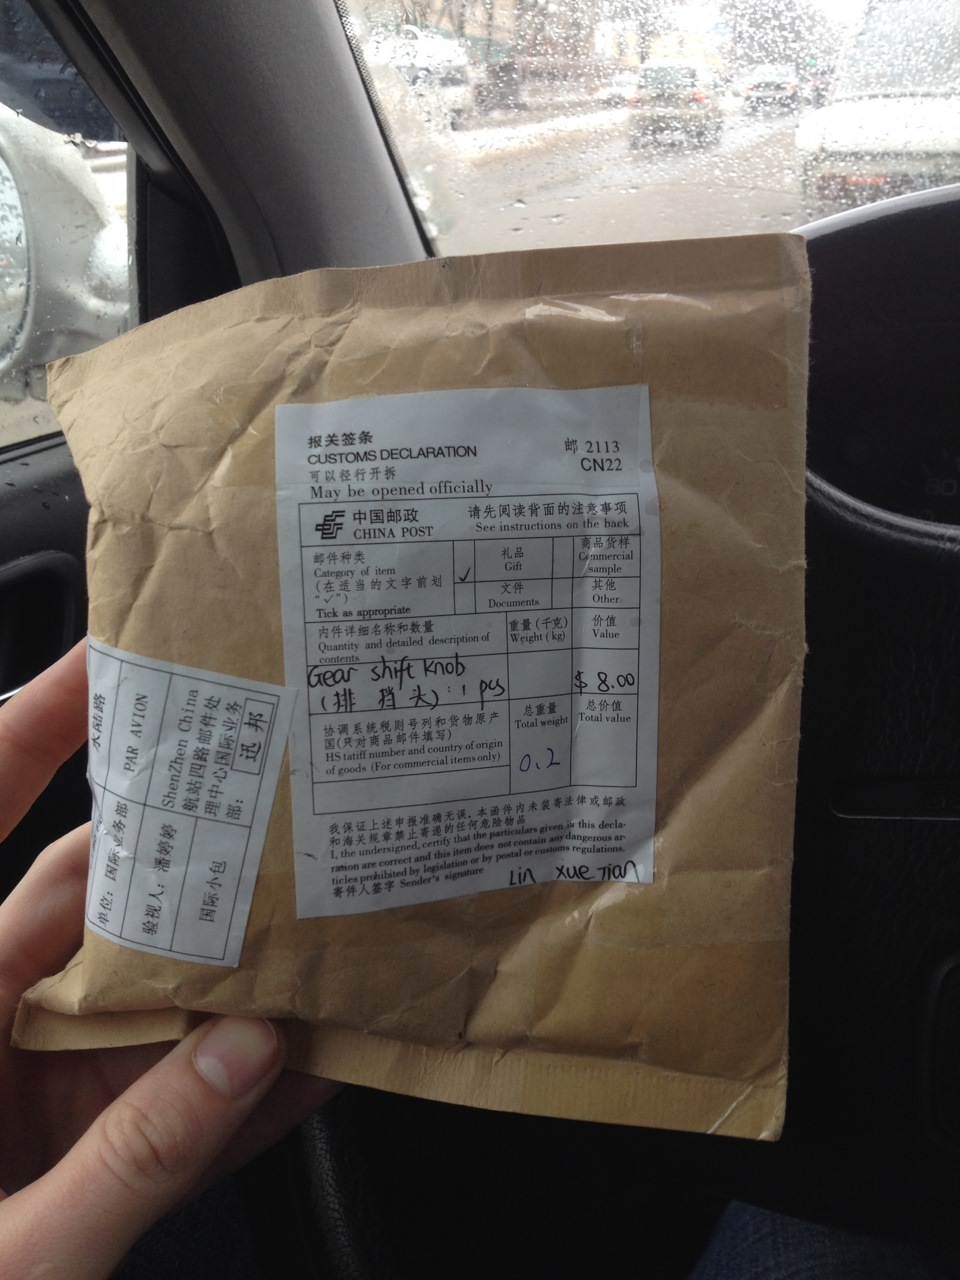 报关签条
CUSTOMS DECLARATION
可以径行开拆
May be opened officially
邮 2113
CN22
中国邮政
CHINA POST
请先阅读背面的注意事项
See instructions on the back
邮件种类
Category of item
(在适当的文字前划
“✓”)
Tick as appropriate
✓
礼品
Gift
商品货样
Commercial
sample
文件
Documents
其他
Other
内件详细名称和数量
Quantity and detailed description of
contents
重量(千克)
Weight (kg)
价值
Value
Gear shift knob
(排 挡 头): 1 pcs
$ 8.00
协调系统税则号列和货物原产
国(只对商品邮件填写)
HS tatiff number and country of origin
of goods (For commercial items only)
总重量
Total weight
总价值
Total value
0.2
我保证上述申报准确无误，本函件内未装寄法律或邮政
和海关规章禁止寄递的任何危险物品
I, the undersigned, certify that the particulars given in this decla-
ration are correct and this item does not contain any dangerous ar-
ticles prohibited by legislation or by postal or customs regulations.
寄件人签字 Sender's signature
Lin xue Tian
水陆路
PAR AVION
ShenZhen China
航站四路邮件处
理中心国际业务
部:
迅邦
单位: 国际业务部
验视人: 潘婷婷
国际小包